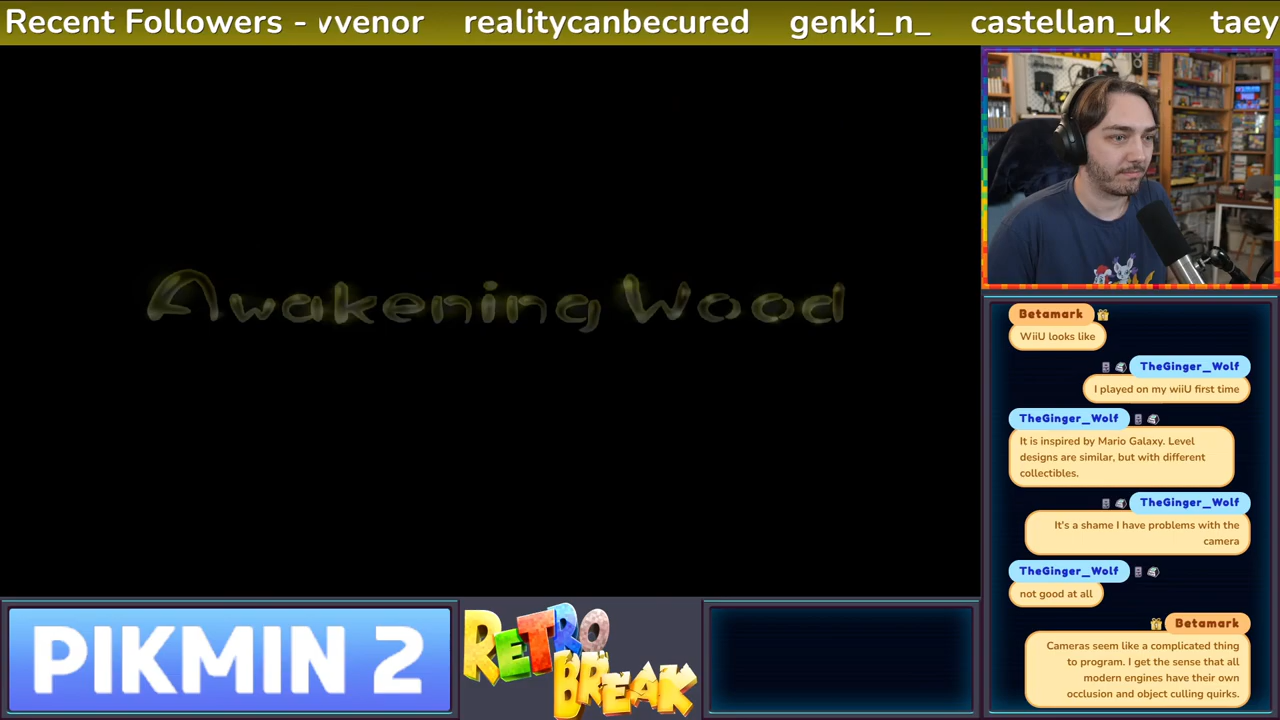 Recent Followers - vvenor realitycanbecured genki_n_ castellan_uk taey
Awakening Wood
Betamark
WiiU looks like
TheGinger_Wolf
I played on my wiiU first time
TheGinger_Wolf
It is inspired by Mario Galaxy. Level
designs are similar, but with different
collectibles.
TheGinger_Wolf
It's a shame I have problems with the
camera
TheGinger_Wolf
not good at all
Betamark
Cameras seem like a complicated thing
to program. I get the sense that all
modern engines have their own
occlusion and object culling quirks.
PIKMIN 2
RETRO
BREAK